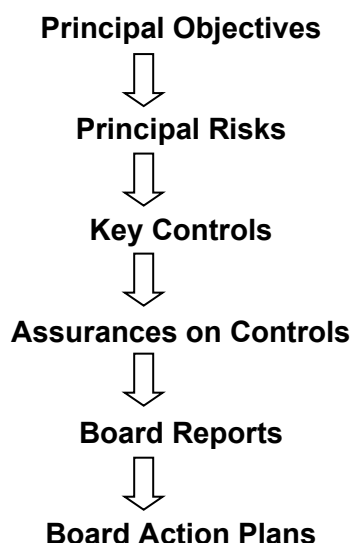 Principal Objectives
Principal Risks
Key Controls
Assurances on Controls
Board Reports
Board Action Plans